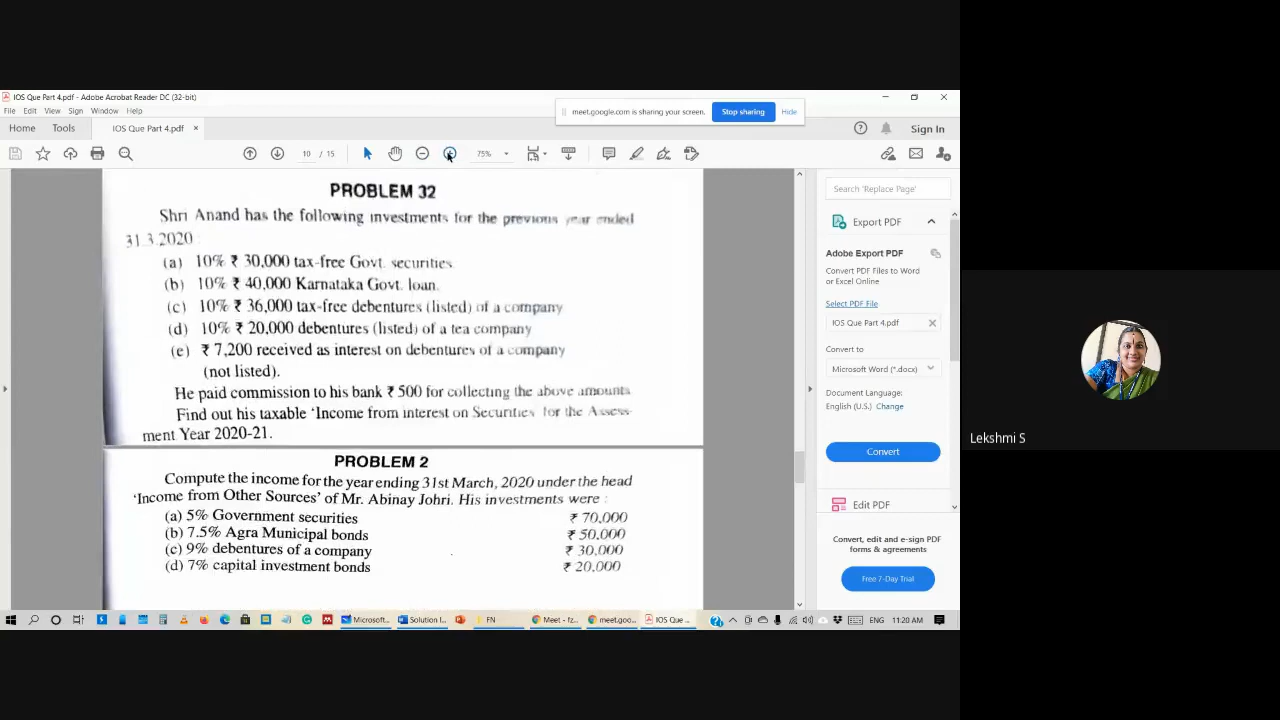 IOS Que Part 4.pdf - Adobe Acrobat Reader DC (32-bit)
File Edit View Sign Window Help
meet.google.com is sharing your screen. Stop sharing Hide
Home Tools IOS Que Part 4.pdf × Sign In
10 / 15 75%
PROBLEM 32
Shri Anand has the following investments for the previous year ended
31.3.2020
(a) 10% ₹ 30,000 tax-free Govt. securities.
(b) 10% ₹ 40,000 Karnataka Govt. loan.
(c) 10% ₹ 36,000 tax-free debentures (listed) of a company
(d) 10% ₹ 20,000 debentures (listed) of a tea company
(e) ₹ 7,200 received as interest on debentures of a company
(not listed).
He paid commission to his bank ₹ 500 for collecting the above amounts.
Find out his taxable 'Income from interest on Securities' for the Assess-
ment Year 2020-21.
PROBLEM 2
Compute the income for the year ending 31st March, 2020 under the head
'Income from Other Sources' of Mr. Abinay Johri. His investments were :
(a) 5% Government securities ₹ 70,000
(b) 7.5% Agra Municipal bonds ₹ 50,000
(c) 9% debentures of a company ₹ 30,000
(d) 7% capital investment bonds ₹ 20,000
Search 'Replace Page'
Export PDF
Adobe Export PDF
Convert PDF Files to Word
or Excel Online
Select PDF File
IOS Que Part 4.pdf
Convert to
Microsoft Word (*.docx)
Document Language:
English (U.S.) Change
Convert
Edit PDF
Convert, edit and e-sign PDF
forms & agreements
Free 7-Day Trial
Lekshmi S
Microsoft... Solution I... FN Meet - fz... meet.goo... IOS Que ... ENG 11:20 AM